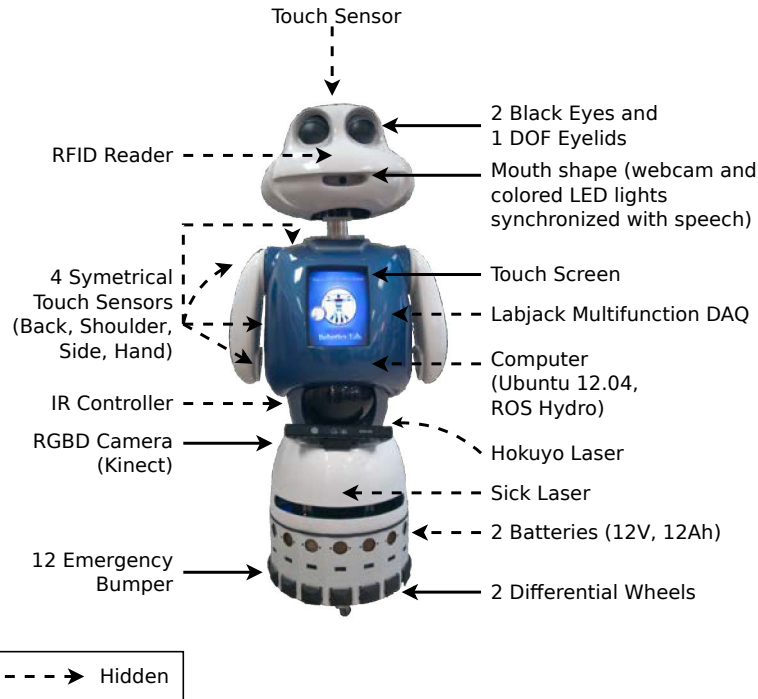 Touch Sensor
2 Black Eyes and
1 DOF Eyelids
RFID Reader
Mouth shape (webcam and
colored LED lights
synchronized with speech)
4 Symetrical
Touch Sensors
(Back, Shoulder,
Side, Hand)
Touch Screen
Labjack Multifunction DAQ
Computer
(Ubuntu 12.04,
ROS Hydro)
IR Controller
RGBD Camera
(Kinect)
Hokuyo Laser
Sick Laser
2 Batteries (12V, 12Ah)
12 Emergency
Bumper
2 Differential Wheels
Hidden